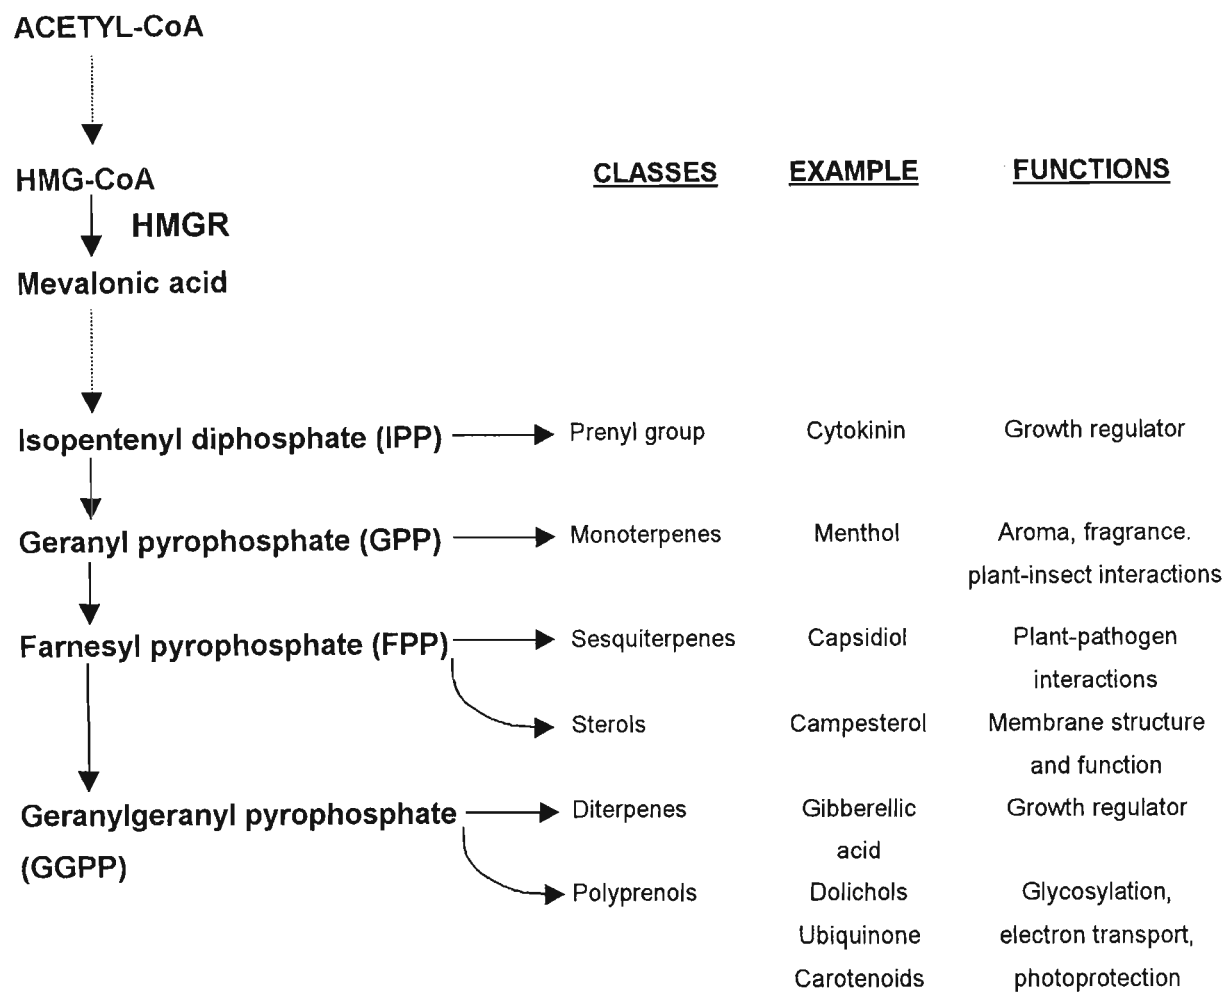 ACETYL-CoA
HMG-CoA
CLASSES EXAMPLE FUNCTIONS
HMGR
Mevalonic acid
Isopentenyl diphosphate (IPP) Prenyl group Cytokinin Growth regulator
Geranyl pyrophosphate (GPP) Monoterpenes Menthol Aroma, fragrance.
plant-insect interactions
Farnesyl pyrophosphate (FPP) Sesquiterpenes Capsidiol Plant-pathogen
interactions
Sterols Campesterol Membrane structure
and function
Geranylgeranyl pyrophosphate Diterpenes Gibberellic Growth regulator
(GGPP) acid
Polyprenols Dolichols Glycosylation,
Ubiquinone electron transport,
Carotenoids photoprotection